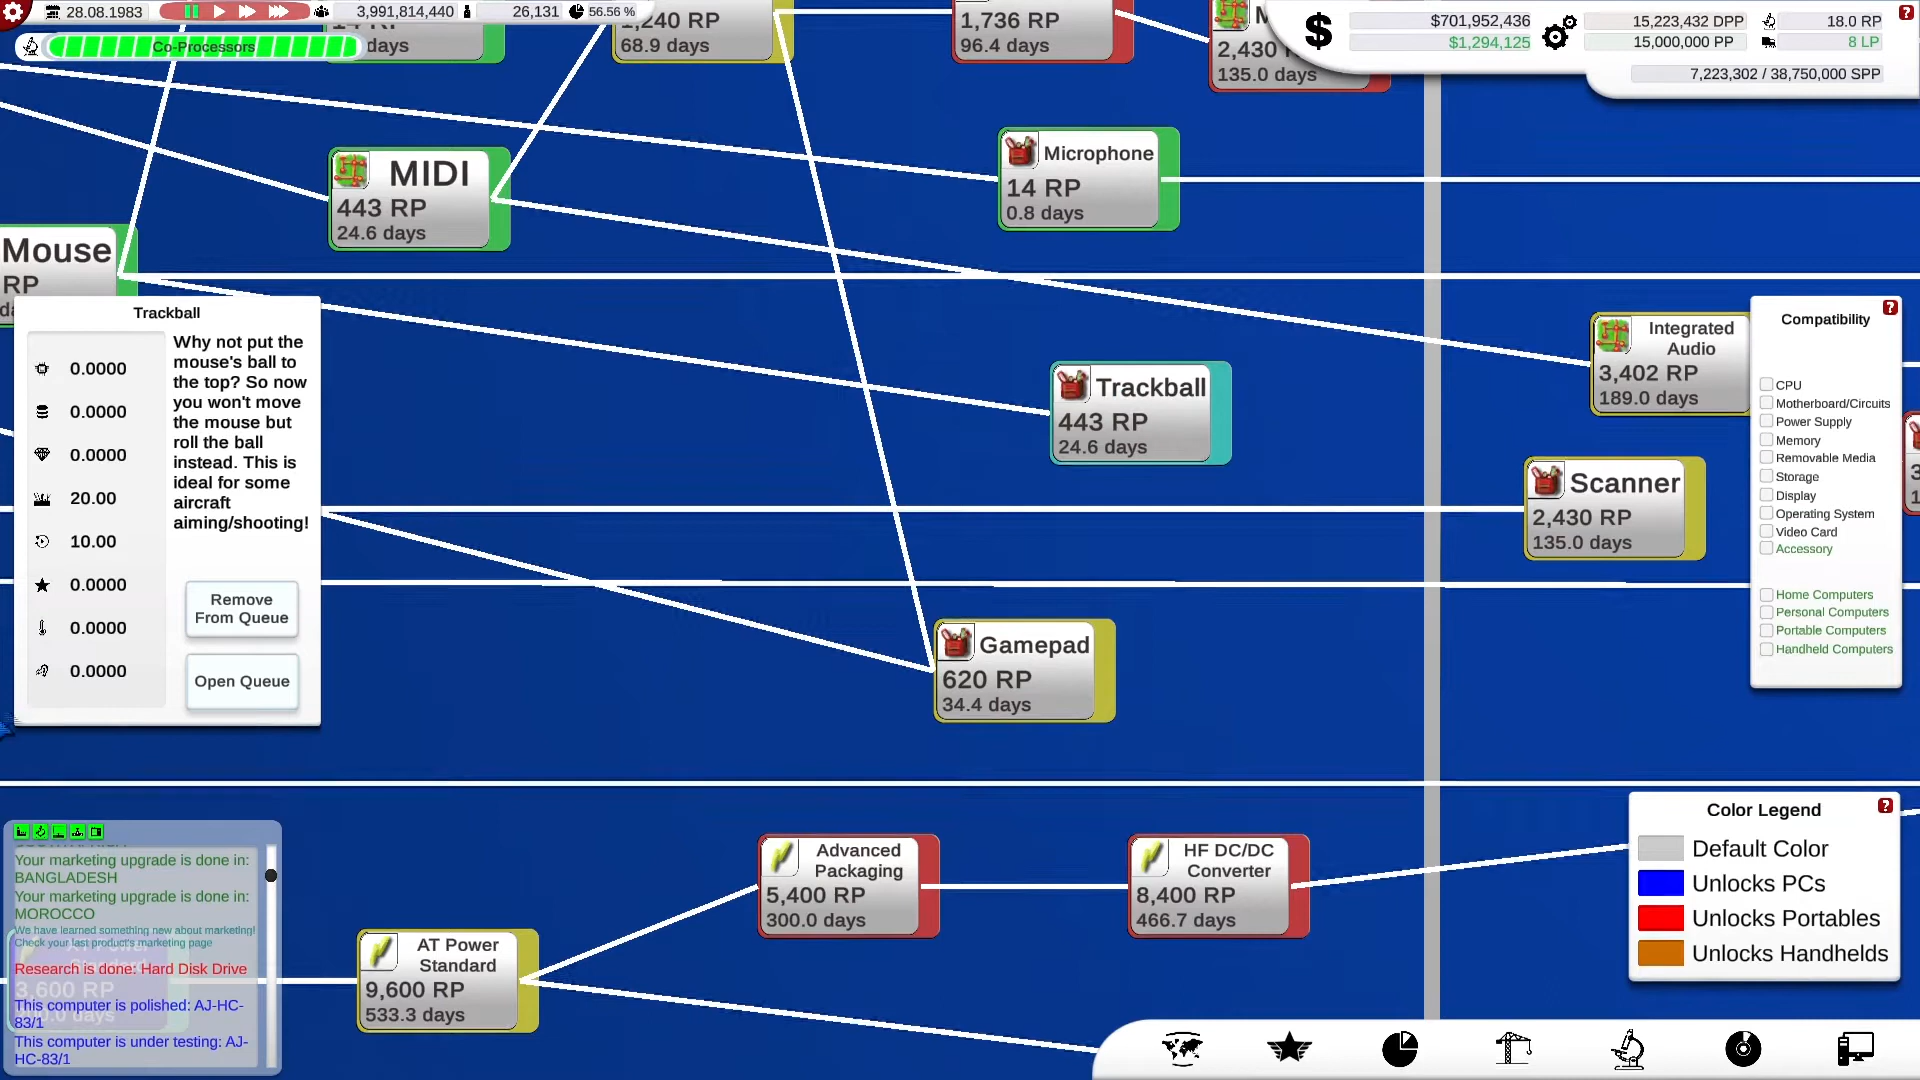 28.08.1983
3,991,814,440
26,131
56.56 %
Co-Processors
days
1,240 RP
68.9 days
1,736 RP
96.4 days
M
2,430
135.0 days
$701,952,436
$1,294,125
15,223,432 DPP
15,000,000 PP
18.0 RP
8 LP
7,223,302 / 38,750,000 SPP
MIDI
443 RP
24.6 days
Microphone
14 RP
0.8 days
Mouse
RP
Trackball
0.0000
0.0000
0.0000
20.00
10.00
0.0000
0.0000
0.0000
Why not put the
mouse's ball to
the top? So now
you won't move
the mouse but
roll the ball
instead. This is
ideal for some
aircraft
aiming/shooting!
Remove
From Queue
Open Queue
Trackball
443 RP
24.6 days
Integrated
Audio
3,402 RP
189.0 days
Scanner
2,430 RP
135.0 days
Gamepad
620 RP
34.4 days
Compatibility
CPU
Motherboard/Circuits
Power Supply
Memory
Removable Media
Storage
Display
Operating System
Video Card
Accessory
Home Computers
Personal Computers
Portable Computers
Handheld Computers
Advanced
Packaging
5,400 RP
300.0 days
HF DC/DC
Converter
8,400 RP
466.7 days
AT Power
Standard
9,600 RP
533.3 days
Color Legend
Default Color
Unlocks PCs
Unlocks Portables
Unlocks Handhelds
Your marketing upgrade is done in:
BANGLADESH
Your marketing upgrade is done in:
MOROCCO
We have learned something new about marketing!
Check your last product's marketing page
Research is done: Hard Disk Drive
3,600 RP
This computer is polished: AJ-HC-
83/1
This computer is under testing: AJ-
HC-83/1